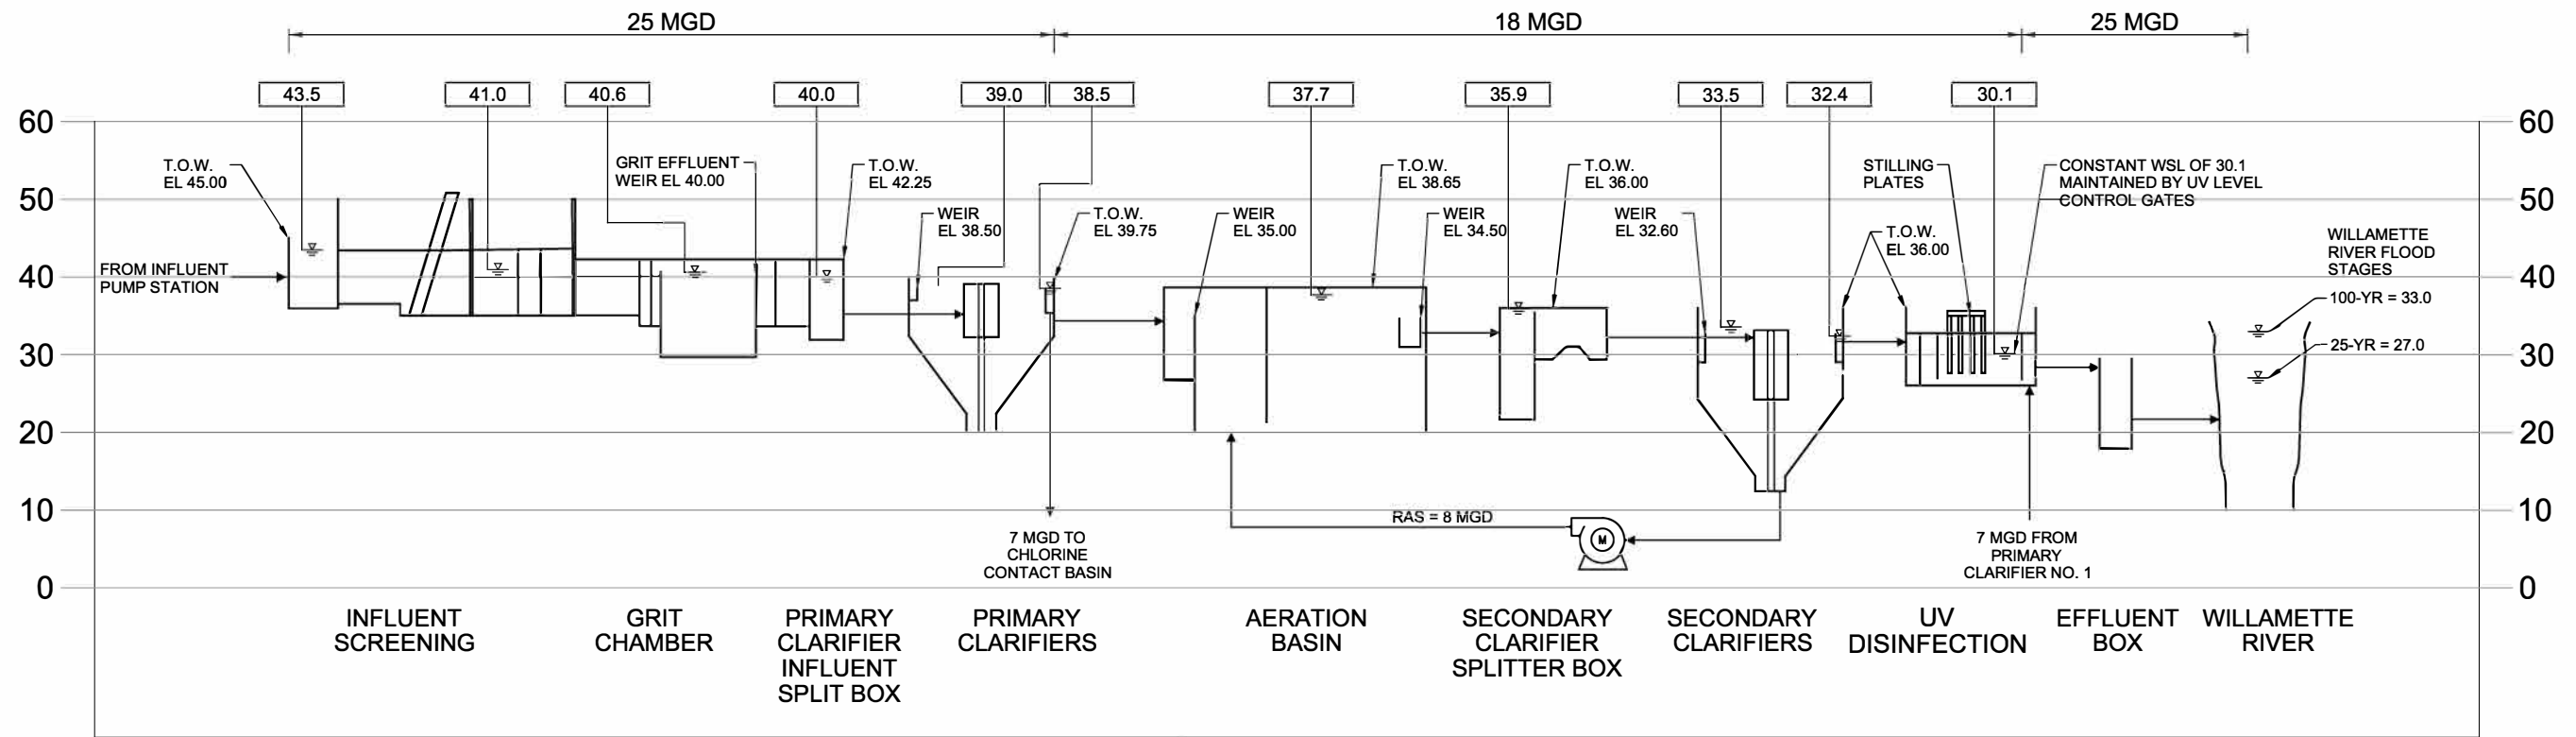 25 MGD
18 MGD
25 MGD
43.5
41.0
40.6
40.0
39.0
38.5
37.7
35.9
33.5
32.4
30.1
60
60
T.O.W.
EL 45.00
GRIT EFFLUENT
WEIR EL 40.00
T.O.W.
EL 42.25
T.O.W.
EL 38.65
T.O.W.
EL 36.00
STILLING
PLATES
CONSTANT WSL OF 30.1
MAINTAINED BY UV LEVEL
CONTROL GATES
50
50
WEIR
EL 38.50
T.O.W.
EL 39.75
WEIR
EL 35.00
WEIR
EL 34.50
WEIR
EL 32.60
T.O.W.
EL 36.00
WILLAMETTE
RIVER FLOOD
STAGES
FROM INFLUENT
PUMP STATION
40
40
100-YR = 33.0
30
30
25-YR = 27.0
20
20
10
10
RAS = 8 MGD
M
7 MGD TO
CHLORINE
CONTACT BASIN
7 MGD FROM
PRIMARY
CLARIFIER NO. 1
0
0
INFLUENT
SCREENING
GRIT
CHAMBER
PRIMARY
CLARIFIER
INFLUENT
SPLIT BOX
PRIMARY
CLARIFIERS
AERATION
BASIN
SECONDARY
CLARIFIER
SPLITTER BOX
SECONDARY
CLARIFIERS
UV
DISINFECTION
EFFLUENT
BOX
WILLAMETTE
RIVER